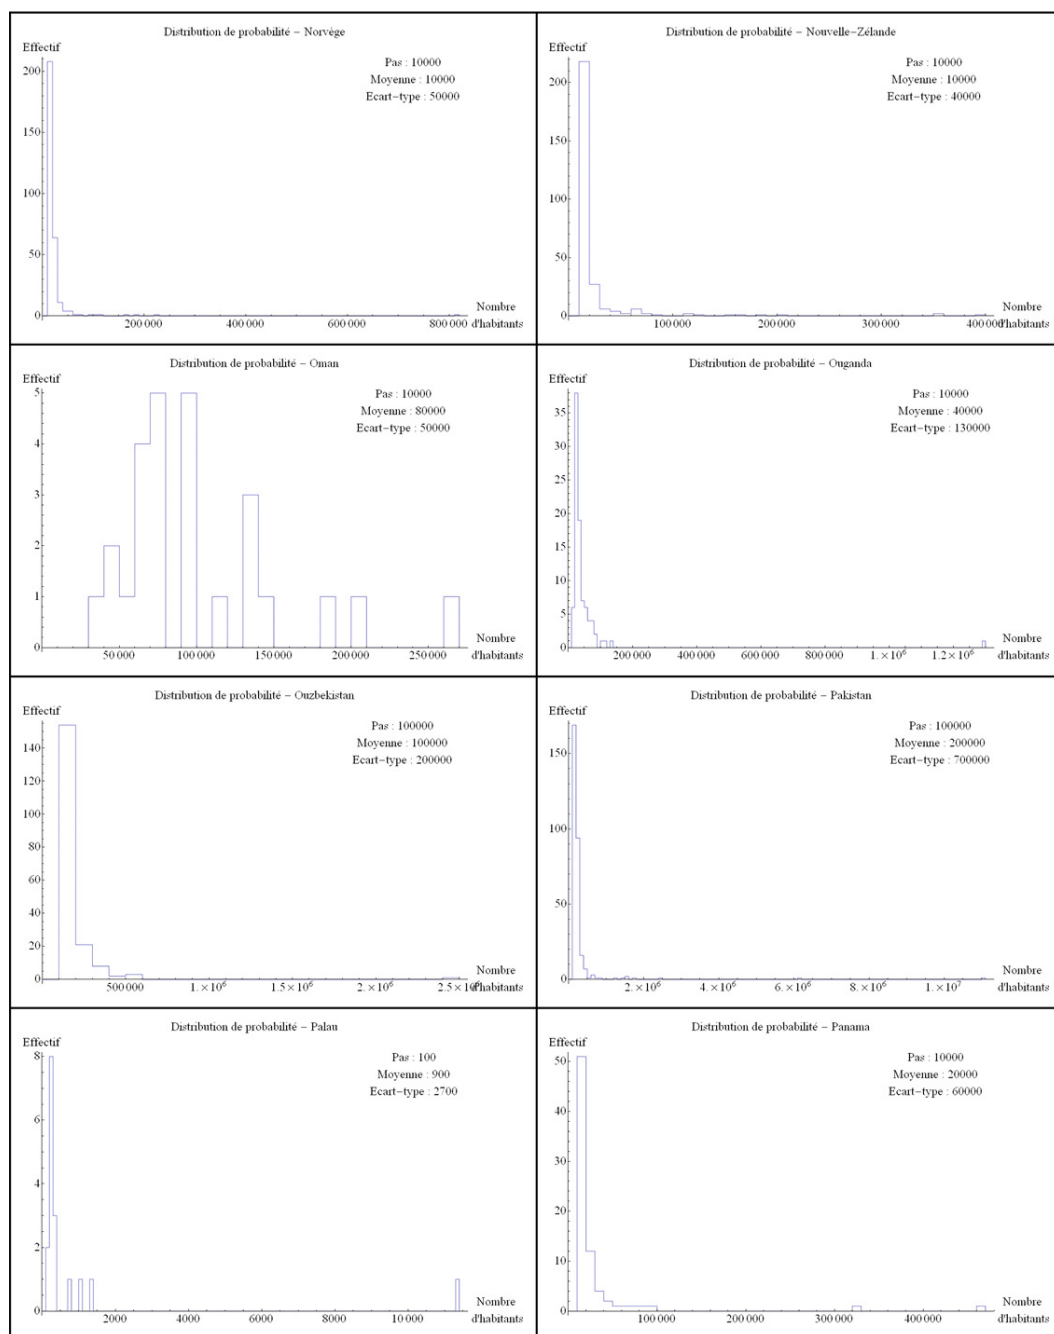 Distribution de probabilité – Norvège
Effectif
Pas : 10000
Moyenne : 10000
Ecart–type : 50000
200
150
100
50
0
200 000
400 000
600 000
800 000
Nombre
d'habitants
Distribution de probabilité – Nouvelle–Zélande
Effectif
Pas : 10000
Moyenne : 10000
Ecart–type : 40000
200
150
100
50
0
100 000
200 000
300 000
400 000
Nombre
d'habitants
Distribution de probabilité – Oman
Effectif
Pas : 10000
Moyenne : 80000
Ecart–type : 50000
5
4
3
2
1
0
50 000
100 000
150 000
200 000
250 000
Nombre
d'habitants
Distribution de probabilité – Ouganda
Effectif
Pas : 10000
Moyenne : 40000
Ecart–type : 130000
35
30
25
20
15
10
5
0
200 000
400 000
600 000
800 000
1.×10⁶
1.2×10⁶
Nombre
d'habitants
Distribution de probabilité – Ouzbekistan
Effectif
Pas : 100000
Moyenne : 100000
Ecart–type : 200000
140
120
100
80
60
40
20
0
500 000
1.×10⁶
1.5×10⁶
2.×10⁶
2.5×10⁶
Nombre
d'habitants
Distribution de probabilité – Pakistan
Effectif
Pas : 100000
Moyenne : 200000
Ecart–type : 700000
150
100
50
0
2.×10⁶
4.×10⁶
6.×10⁶
8.×10⁶
1.×10⁷
Nombre
d'habitants
Distribution de probabilité – Palau
Effectif
Pas : 100
Moyenne : 900
Ecart–type : 2700
8
6
4
2
0
2000
4000
6000
8000
10 000
Nombre
d'habitants
Distribution de probabilité – Panama
Effectif
Pas : 10000
Moyenne : 20000
Ecart–type : 60000
50
40
30
20
10
0
100 000
200 000
300 000
400 000
Nombre
d'habitants